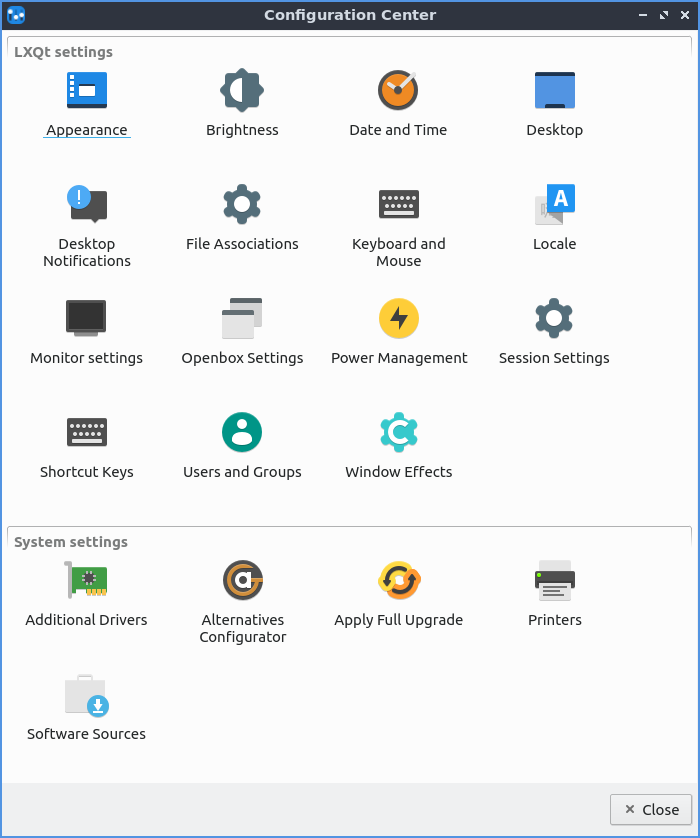 Configuration Center
LXQt settings
Appearance
Brightness
Date and Time
Desktop
Desktop
Notifications
File Associations
Keyboard and
Mouse
A
Locale
Monitor settings
Openbox Settings
Power Management
Session Settings
Shortcut Keys
Users and Groups
Window Effects
System settings
Additional Drivers
Alternatives
Configurator
Apply Full Upgrade
Printers
Software Sources
Close